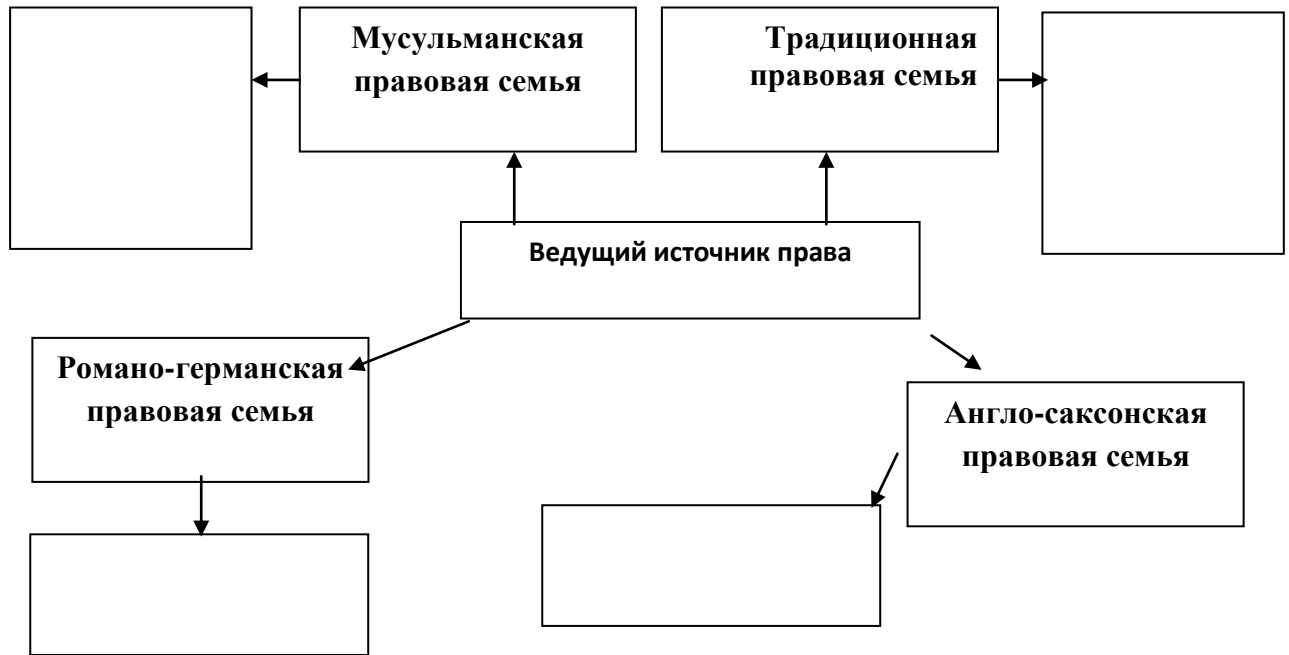 Мусульманская
правовая семья
Традиционная
правовая семья
Ведущий источник права
Романо-германская
правовая семья
Англо-саксонская
правовая семья